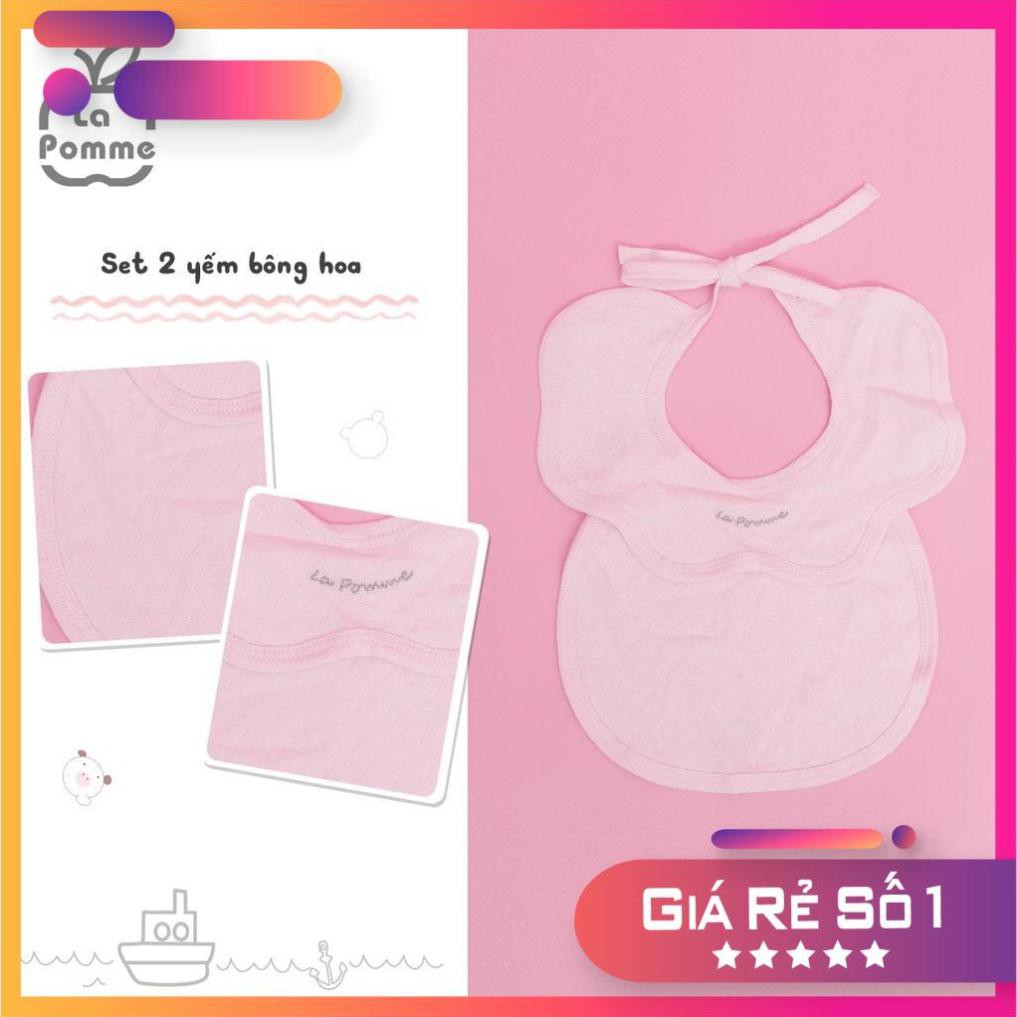 La
Pomme
Set 2 yếm bông hoa
La Pomme
La Pomme
GIÁ RẺ SỐ 1